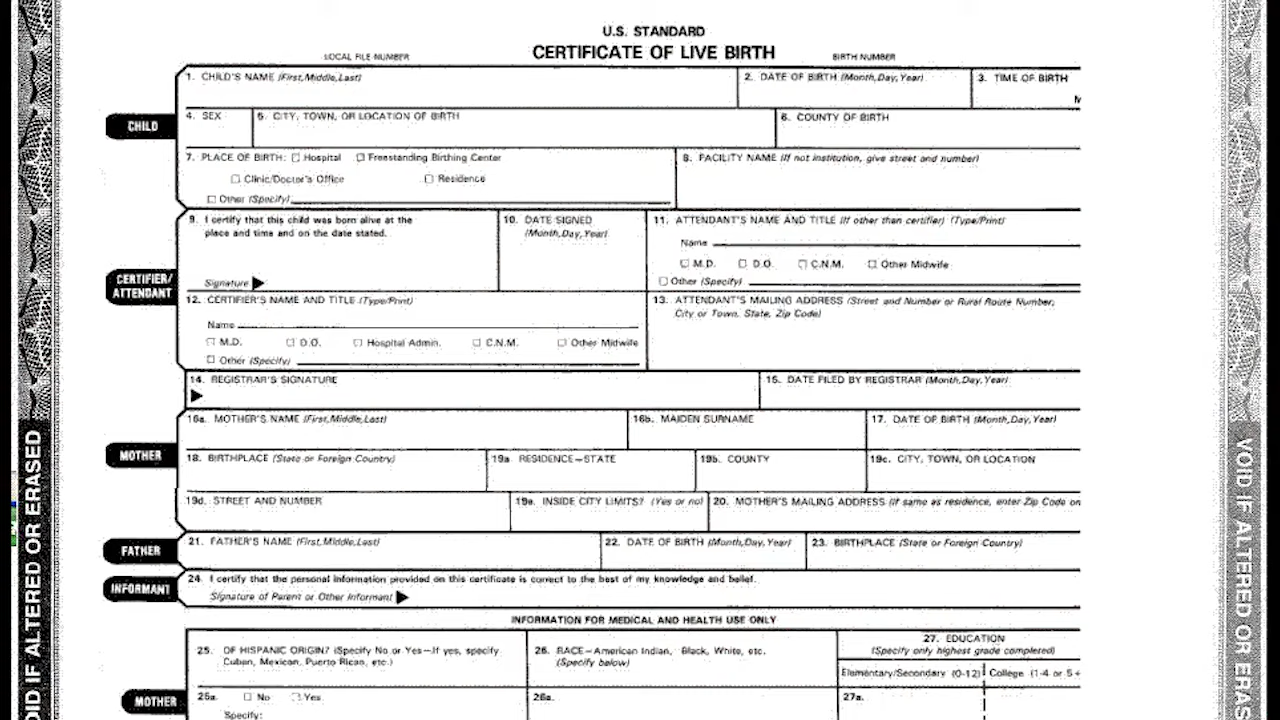 U.S. STANDARD
LOCAL FILE NUMBER CERTIFICATE OF LIVE BIRTH BIRTH NUMBER
1. CHILD'S NAME (First,Middle,Last) 2. DATE OF BIRTH (Month,Day,Year) 3. TIME OF BIRTH
M
CHILD
4. SEX 5. CITY, TOWN, OR LOCATION OF BIRTH 6. COUNTY OF BIRTH
7. PLACE OF BIRTH: ☐ Hospital ☐ Freestanding Birthing Center 8. FACILITY NAME (If not institution, give street and number)
☐ Clinic/Doctor's Office ☐ Residence
☐ Other (Specify)
CERTIFIER/
ATTENDANT
9. I certify that this child was born alive at the
place and time and on the date stated.
Signature
10. DATE SIGNED
(Month,Day,Year)
11. ATTENDANT'S NAME AND TITLE (If other than certifier) (Type/Print)
Name
☐ M.D. ☐ D.O. ☐ C.N.M. ☐ Other Midwife
☐ Other (Specify)
12. CERTIFIER'S NAME AND TITLE (Type/Print)
Name
☐ M.D. ☐ D.O. ☐ Hospital Admin. ☐ C.N.M. ☐ Other Midwife
☐ Other (Specify)
13. ATTENDANT'S MAILING ADDRESS (Street and Number or Rural Route Number,
City or Town, State, Zip Code)
14. REGISTRAR'S SIGNATURE 15. DATE FILED BY REGISTRAR (Month,Day,Year)
MOTHER
16a. MOTHER'S NAME (First,Middle,Last) 16b. MAIDEN SURNAME 17. DATE OF BIRTH (Month,Day,Year)
18. BIRTHPLACE (State or Foreign Country) 19a. RESIDENCE—STATE 19b. COUNTY 19c. CITY, TOWN, OR LOCATION
19d. STREET AND NUMBER 19e. INSIDE CITY LIMITS? (Yes or no) 20. MOTHER'S MAILING ADDRESS (If same as residence, enter Zip Code on
FATHER
21. FATHER'S NAME (First,Middle,Last) 22. DATE OF BIRTH (Month,Day,Year) 23. BIRTHPLACE (State or Foreign Country)
INFORMANT
24. I certify that the personal information provided on this certificate is correct to the best of my knowledge and belief.
Signature of Parent or Other Informant
INFORMATION FOR MEDICAL AND HEALTH USE ONLY
25. OF HISPANIC ORIGIN? (Specify No or Yes—If yes, specify
Cuban, Mexican, Puerto Rican, etc.)
26. RACE—American Indian, Black, White, etc.
(Specify below)
27. EDUCATION
(Specify only highest grade completed)
Elementary/Secondary (0-12) College (1-4 or 5+
MOTHER
25a. ☐ No ☐ Yes 26a. 27a.
Specify:
OID IF ALTERED OR ERASED
VOID IF ALTERED OR ERAS